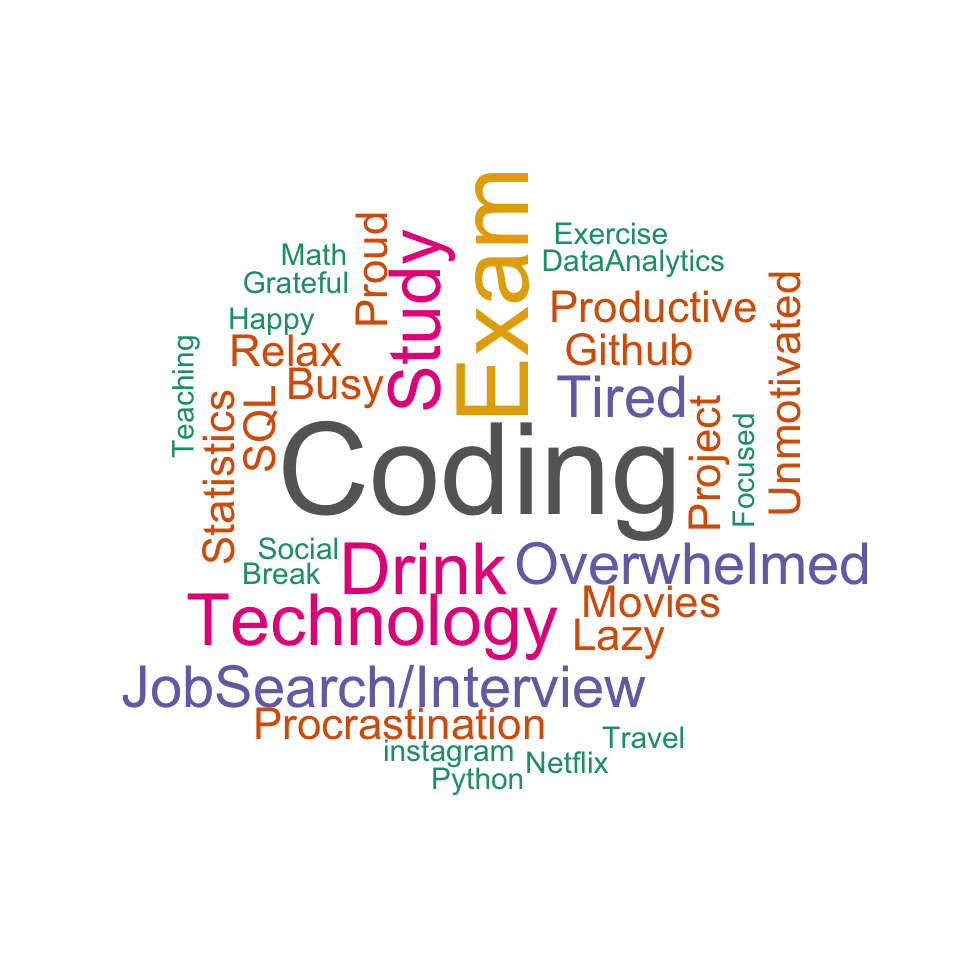 Exam
Study
Proud
Exercise
Math
DataAnalytics
Grateful
Productive
Unmotivated
Happy
Relax
Github
Teaching
Busy
Tired
SQL
Statistics
Coding
Project
Focused
Social
Break
Drink
Overwhelmed
Technology
Movies
Lazy
JobSearch/Interview
Procrastination
Travel
instagram
Netflix
Python